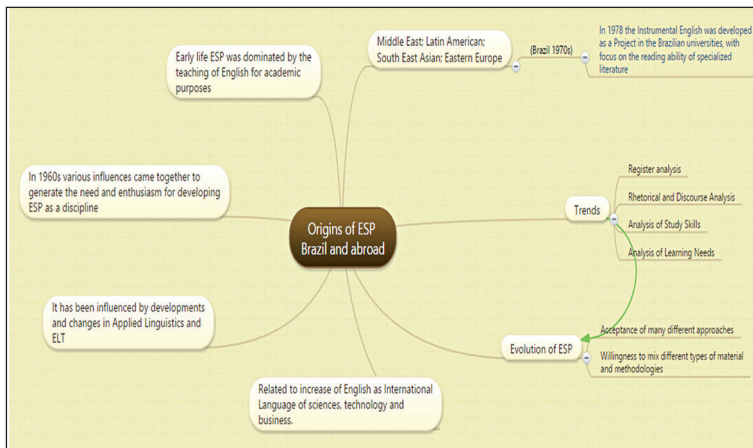 Early life ESP was dominated by the
teaching of English for academic
purposes
Middle East; Latin American;
South East Asian; Eastern Europe
(Brazil 1970s)
In 1978 the Instrumental English was developed
as a Project in the Brazilian universities, with
focus on the reading ability of specialized
literature
In 1960s various influences came together to
generate the need and enthusiasm for developing
ESP as a discipline
Origins of ESP
Brazil and abroad
Trends
Register analysis
Rhetorical and Discourse Analysis
Analysis of Study Skills
Analysis of Learning Needs
It has been influenced by developments
and changes in Applied Linguistics and
ELT
Evolution of ESP
Acceptance of many different approaches
Willingness to mix different types of material
and methodologies
Related to increase of English as International
Language of sciences, technology and
business.